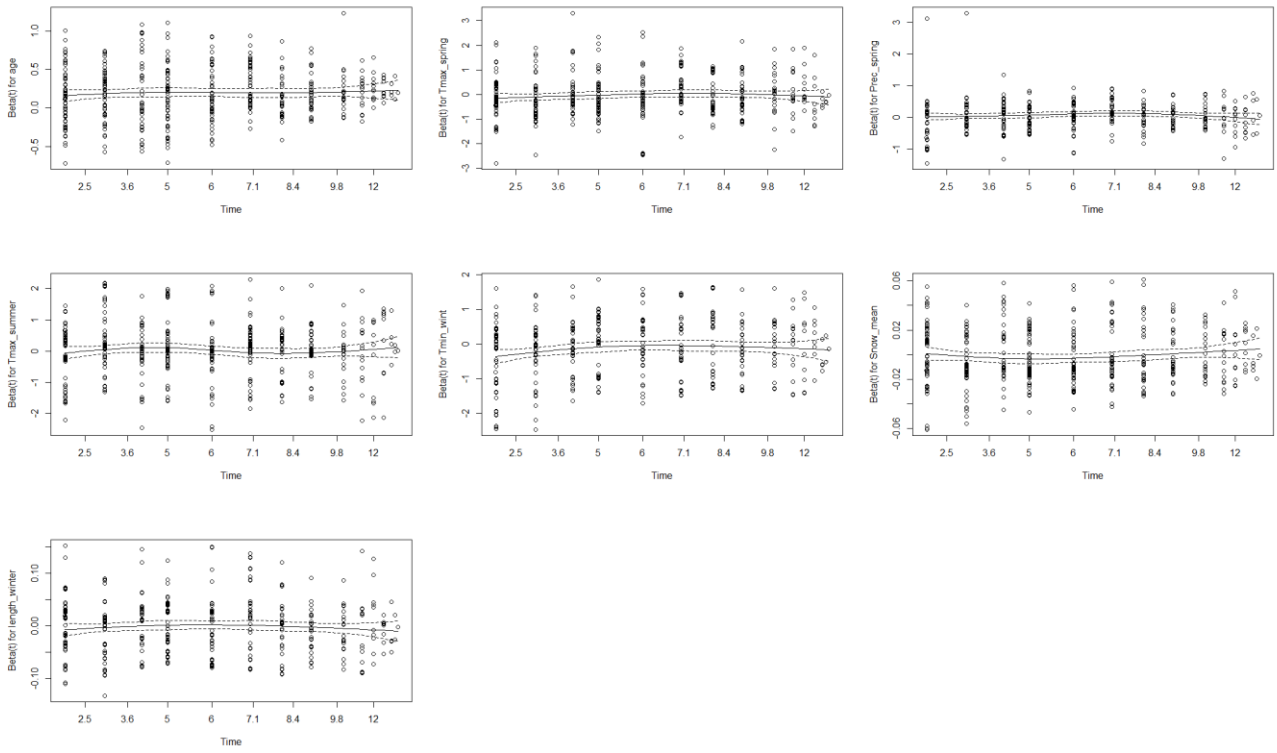 Beta(t) for age
1.0
0.5
0.0
-0.5
2.5 3.6 5 6 7.1 8.4 9.8 12
Time
Beta(t) for Tmax_spring
3
2
1
0
-1
-2
-3
2.5 3.6 5 6 7.1 8.4 9.8 12
Time
Beta(t) for Prec_spring
3
2
1
0
-1
2.5 3.6 5 6 7.1 8.4 9.8 12
Time
Beta(t) for Tmax_summer
2
1
0
-1
-2
2.5 3.6 5 6 7.1 8.4 9.8 12
Time
Beta(t) for Tmin_wint
2
1
0
-1
-2
2.5 3.6 5 6 7.1 8.4 9.8 12
Time
Beta(t) for Snow_mean
0.06
0.02
-0.02
-0.06
2.5 3.6 5 6 7.1 8.4 9.8 12
Time
Beta(t) for length_winter
0.10
0.00
-0.10
2.5 3.6 5 6 7.1 8.4 9.8 12
Time